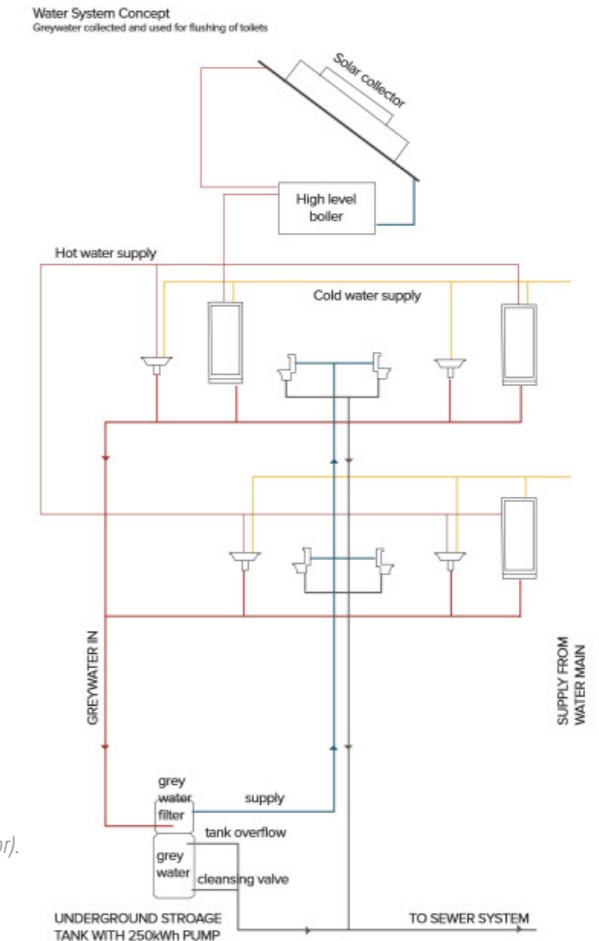 Water System Concept
Greywater collected and used for flushing of toilets
Solar collector
High level
boiler
Hot water supply
Cold water supply
GREYWATER IN
SUPPLY FROM
WATER MAIN
grey
water
filter
supply
tank overflow
or).
grey
water
cleansing valve
UNDERGROUND STROAGE
TANK WITH 250kWh PUMP
TO SEWER SYSTEM